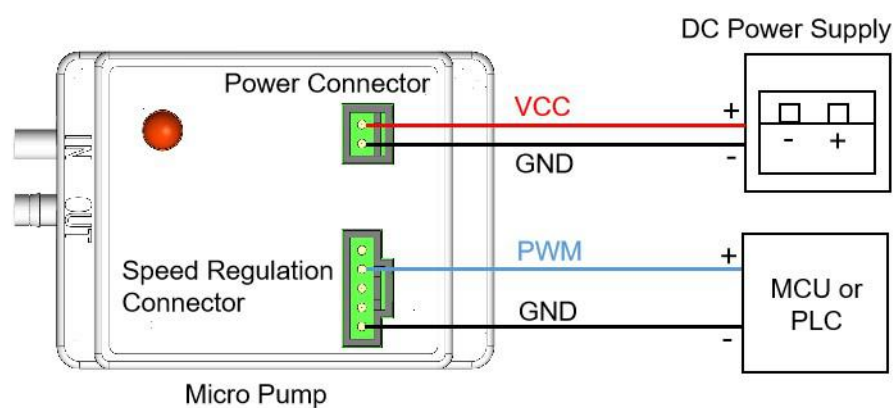 DC Power Supply
Power Connector
VCC
+
- +
-
GND
IN
OUT
Speed Regulation
Connector
PWM
+
MCU or
PLC
GND
-
Micro Pump